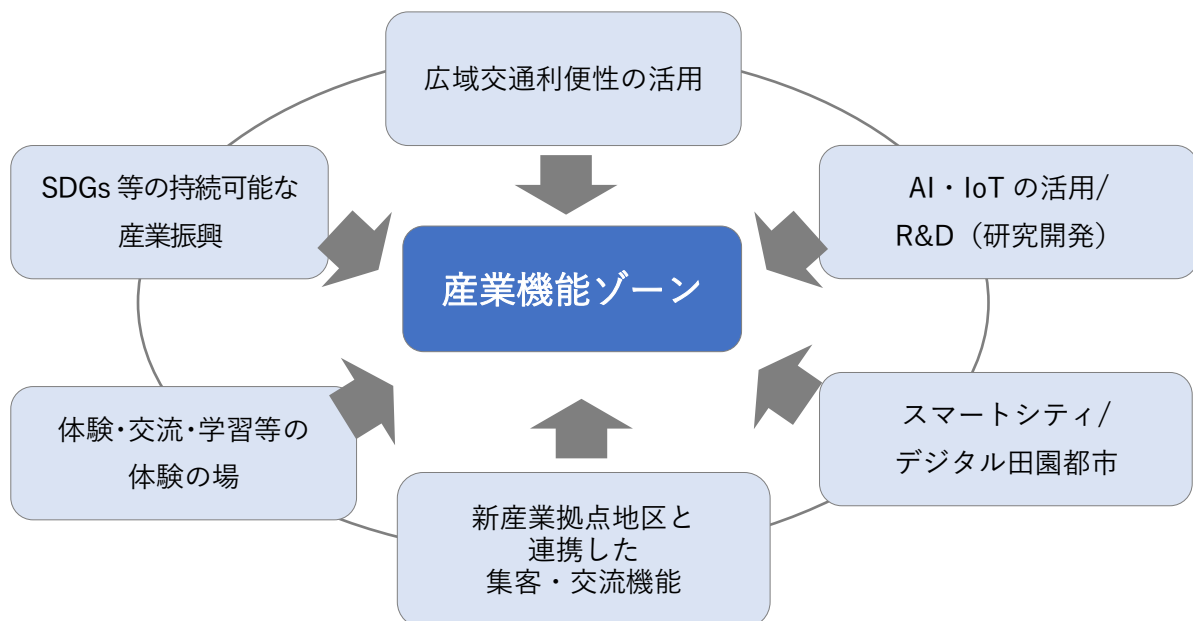 広域交通利便性の活用
SDGs 等の持続可能な
産業振興
AI・IoT の活用/
R&D（研究開発）
産業機能ゾーン
体験･交流･学習等の
体験の場
スマートシティ/
デジタル田園都市
新産業拠点地区と
連携した
集客・交流機能